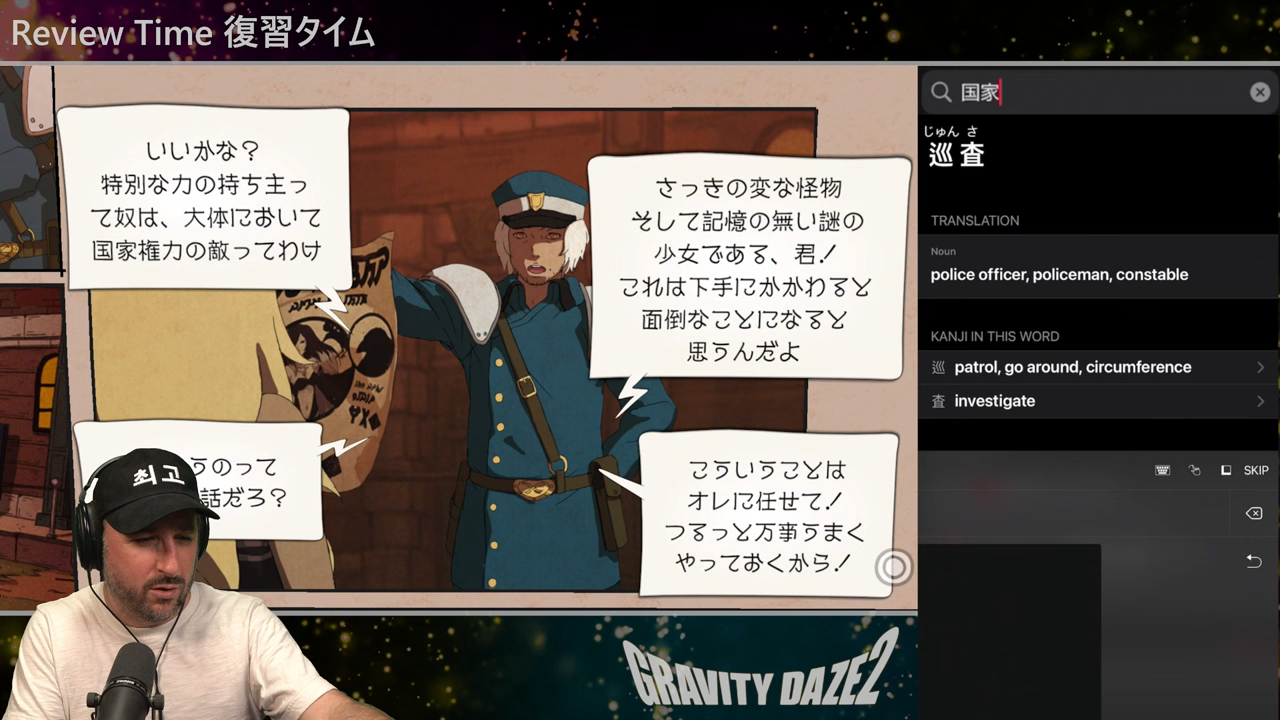 Review Time 復習タイム
いいかな？
特別な力の持ち主っ
て奴は、大体において
国家権力の敵ってわけ
さっきの変な怪物
そして記憶の無い謎の
少女である、君！
これは下手にかかわると
面倒なことになると
思うんだよ
うのって
話だろ？
こういうことは
オレに任せて！
つるっと万事うまく
やっておくから！
최고
GRAVITY DAZE2
国家
じゅん さ
巡査
TRANSLATION
Noun
police officer, policeman, constable
KANJI IN THIS WORD
巡 patrol, go around, circumference
査 investigate
SKIP